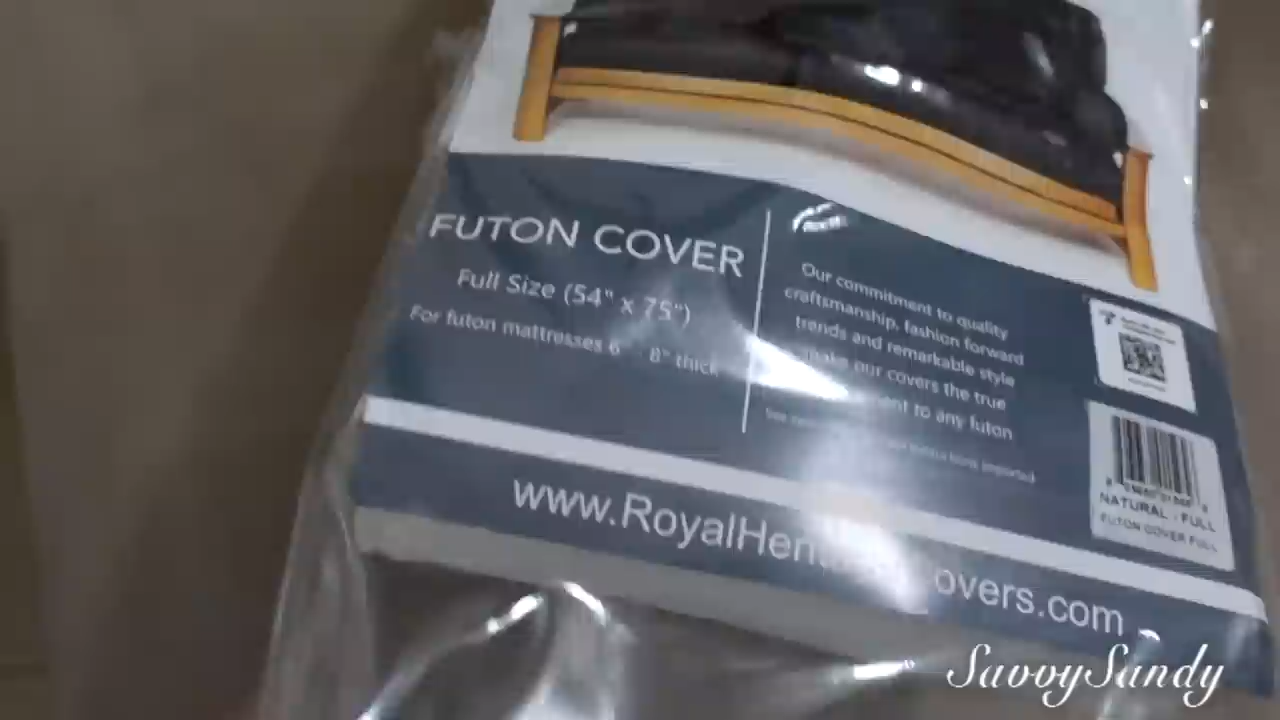 FUTON COVER
Full Size (54" x 75")
For futon mattresses 6" 8" thick
Our commitment to quality
craftsmanship, fashion forward
trends and remarkable style
make our covers the true
to any futon
imported
www.RoyalHeri overs.com
NATURAL - FULL
FUTON COVER FULL
SavvySandy